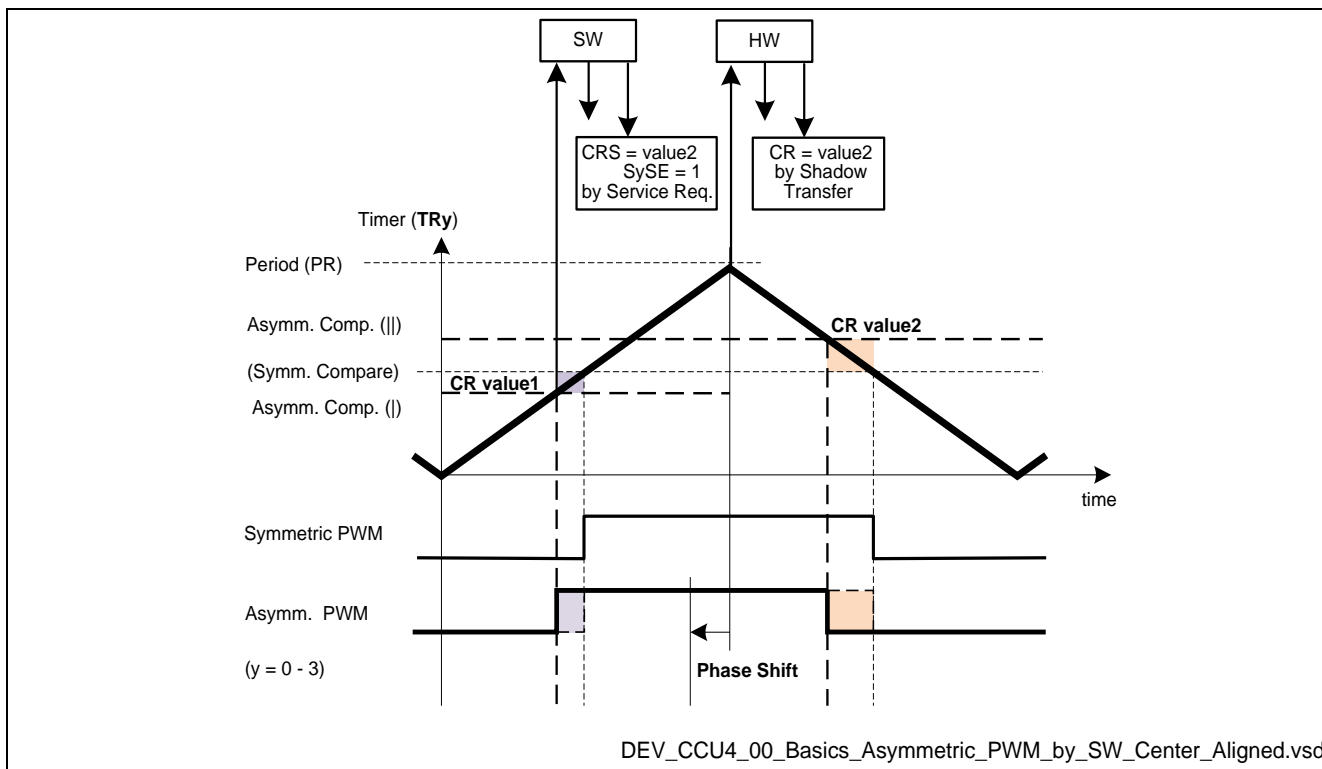 SW
HW
CRS = value2
SySE = 1
by Service Req.
CR = value2
by Shadow
Transfer
Timer (TRy)
Period (PR)
Asymm. Comp. (||)
CR value2
(Symm. Compare)
CR value1
Asymm. Comp. (|)
time
Symmetric PWM
Asymm. PWM
(y = 0 - 3)
Phase Shift
DEV_CCU4_00_Basics_Asymmetric_PWM_by_SW_Center_Aligned.vsd